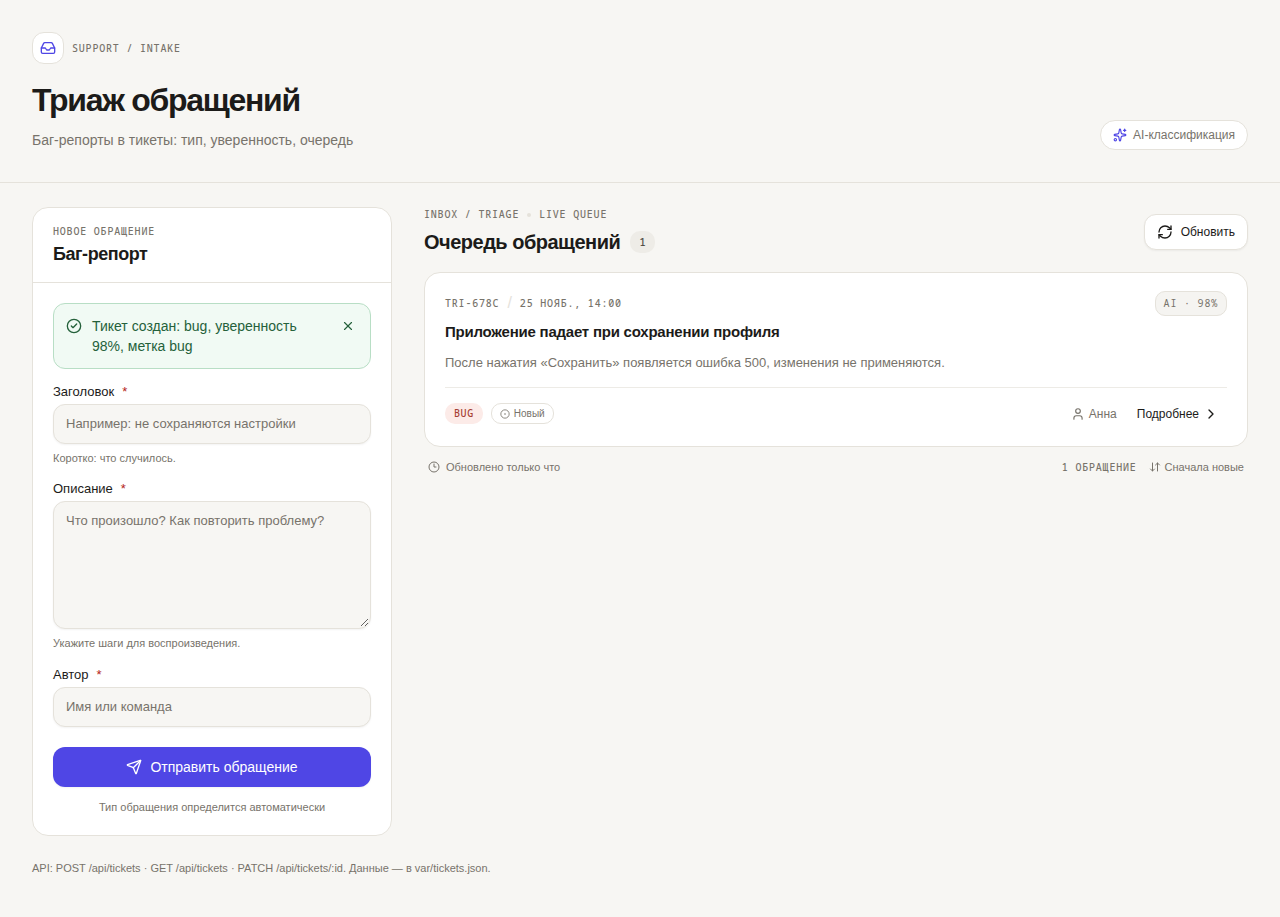 SUPPORT / INTAKE
Триаж обращений
Баг-репорты в тикеты: тип, уверенность, очередь
AI-классификация
НОВОЕ ОБРАЩЕНИЕ
Баг-репорт
Тикет создан: bug, уверенность
98%, метка bug
Заголовок *
Например: не сохраняются настройки
Коротко: что случилось.
Описание *
Что произошло? Как повторить проблему?
Укажите шаги для воспроизведения.
Автор *
Имя или команда
Отправить обращение
Тип обращения определится автоматически
INBOX / TRIAGE · LIVE QUEUE
Очередь обращений 1
Обновить
TRI-678C / 25 НОЯБ., 14:00
AI · 98%
Приложение падает при сохранении профиля
После нажатия «Сохранить» появляется ошибка 500, изменения не применяются.
BUG Новый
Анна Подробнее
Обновлено только что
1 ОБРАЩЕНИЕ Сначала новые
API: POST /api/tickets · GET /api/tickets · PATCH /api/tickets/:id. Данные — в var/tickets.json.